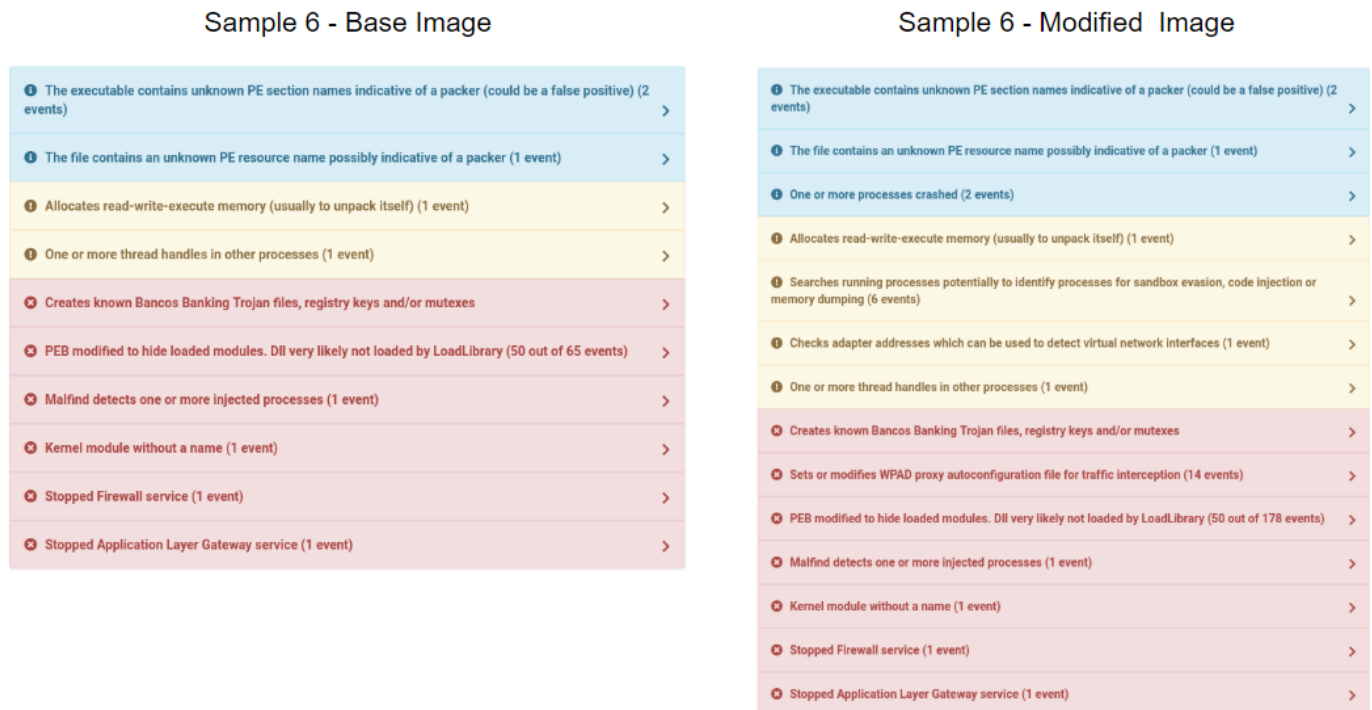 Sample 6 - Base Image
The executable contains unknown PE section names indicative of a packer (could be a false positive) (2
events)
The file contains an unknown PE resource name possibly indicative of a packer (1 event)
Allocates read-write-execute memory (usually to unpack itself) (1 event)
One or more thread handles in other processes (1 event)
Creates known Bancos Banking Trojan files, registry keys and/or mutexes
PEB modified to hide loaded modules. Dll very likely not loaded by LoadLibrary (50 out of 65 events)
Malfind detects one or more injected processes (1 event)
Kernel module without a name (1 event)
Stopped Firewall service (1 event)
Stopped Application Layer Gateway service (1 event)
Sample 6 - Modified Image
The executable contains unknown PE section names indicative of a packer (could be a false positive) (2
events)
The file contains an unknown PE resource name possibly indicative of a packer (1 event)
One or more processes crashed (2 events)
Allocates read-write-execute memory (usually to unpack itself) (1 event)
Searches running processes potentially to identify processes for sandbox evasion, code injection or
memory dumping (6 events)
Checks adapter addresses which can be used to detect virtual network interfaces (1 event)
One or more thread handles in other processes (1 event)
Creates known Bancos Banking Trojan files, registry keys and/or mutexes
Sets or modifies WPAD proxy autoconfiguration file for traffic interception (14 events)
PEB modified to hide loaded modules. Dll very likely not loaded by LoadLibrary (50 out of 178 events)
Malfind detects one or more injected processes (1 event)
Kernel module without a name (1 event)
Stopped Firewall service (1 event)
Stopped Application Layer Gateway service (1 event)